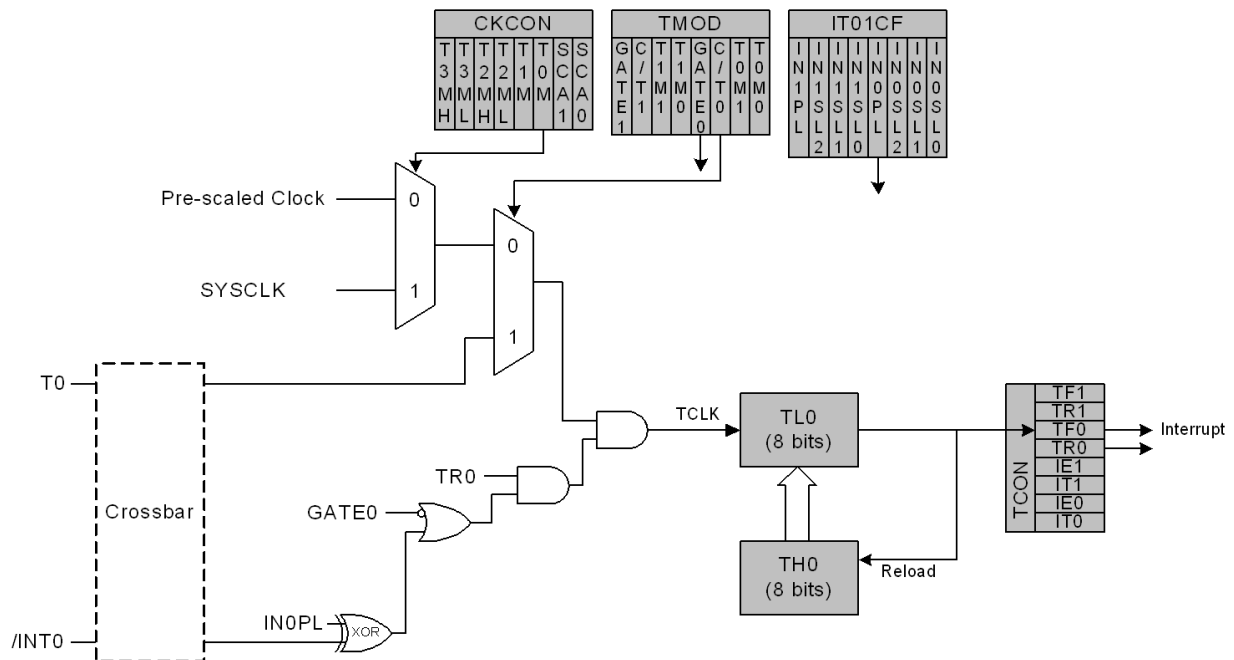 CKCON
T3MH
T3ML
T2MH
T2ML
T1M
T0M
SCA1
SCA0
TMOD
GATE1
C/T1
T1M1
T1M0
GATE0
C/T0
T0M1
T0M0
IT01CF
IN1PL
IN1SL2
IN1SL1
IN1SL0
IN0PL
IN0SL2
IN0SL1
IN0SL0
Pre-scaled Clock
0
SYSCLK
1
0
1
T0
Crossbar
/INT0
GATE0
TR0
IN0PL
XOR
TCLK
TL0
(8 bits)
TH0
(8 bits)
Reload
TCON
TF1
TR1
TF0
TR0
IE1
IT1
IE0
IT0
Interrupt